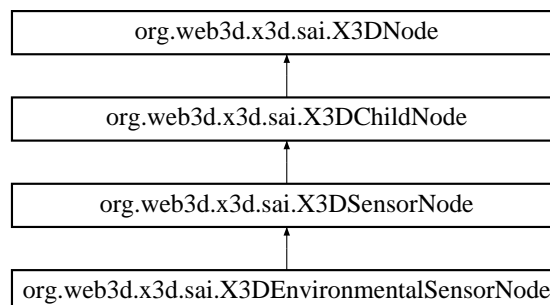 org.web3d.x3d.sai.X3DNode
org.web3d.x3d.sai.X3DChildNode
org.web3d.x3d.sai.X3DSensorNode
org.web3d.x3d.sai.X3DEnvironmentalSensorNode